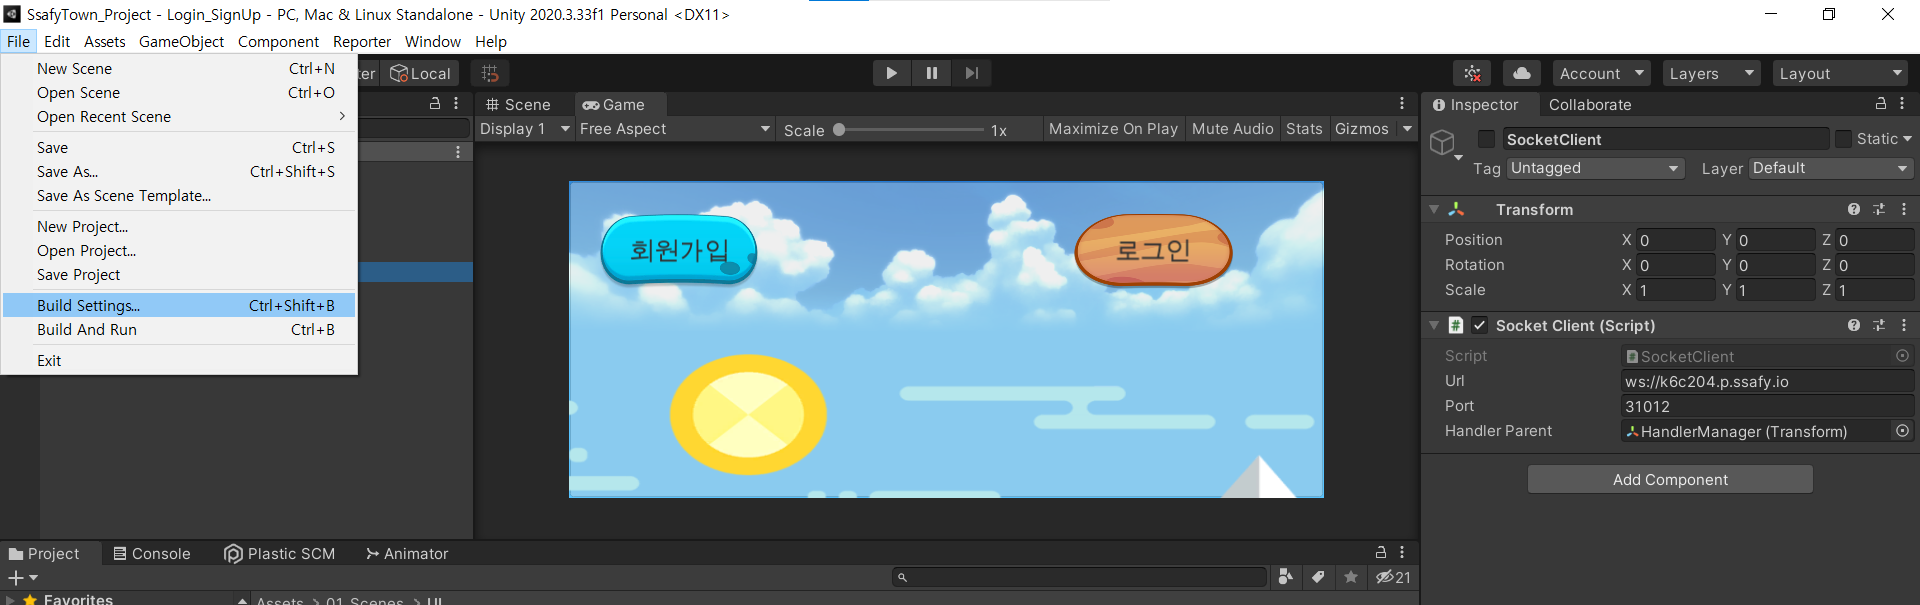 SsafyTown_Project - Login_SignUp - PC, Mac & Linux Standalone - Unity 2020.3.33f1 Personal <DX11>
File Edit Assets GameObject Component Reporter Window Help
New Scene Ctrl+N
Open Scene Ctrl+O
Open Recent Scene
Save Ctrl+S
Save As... Ctrl+Shift+S
Save As Scene Template...
New Project...
Open Project...
Save Project
Build Settings... Ctrl+Shift+B
Build And Run Ctrl+B
Exit
ter Local
Account Layers Layout
Scene Game
Display 1 Free Aspect Scale 1x Maximize On Play Mute Audio Stats Gizmos
회원가입 로그인
Inspector Collaborate
SocketClient Static
Tag Untagged Layer Default
Transform
Position X 0 Y 0 Z 0
Rotation X 0 Y 0 Z 0
Scale X 1 Y 1 Z 1
Socket Client (Script)
Script SocketClient
Url ws://k6c204.p.ssafy.io
Port 31012
Handler Parent HandlerManager (Transform)
Add Component
Project Console Plastic SCM Animator
21
Favorites Assets > 01 Scenes > UI